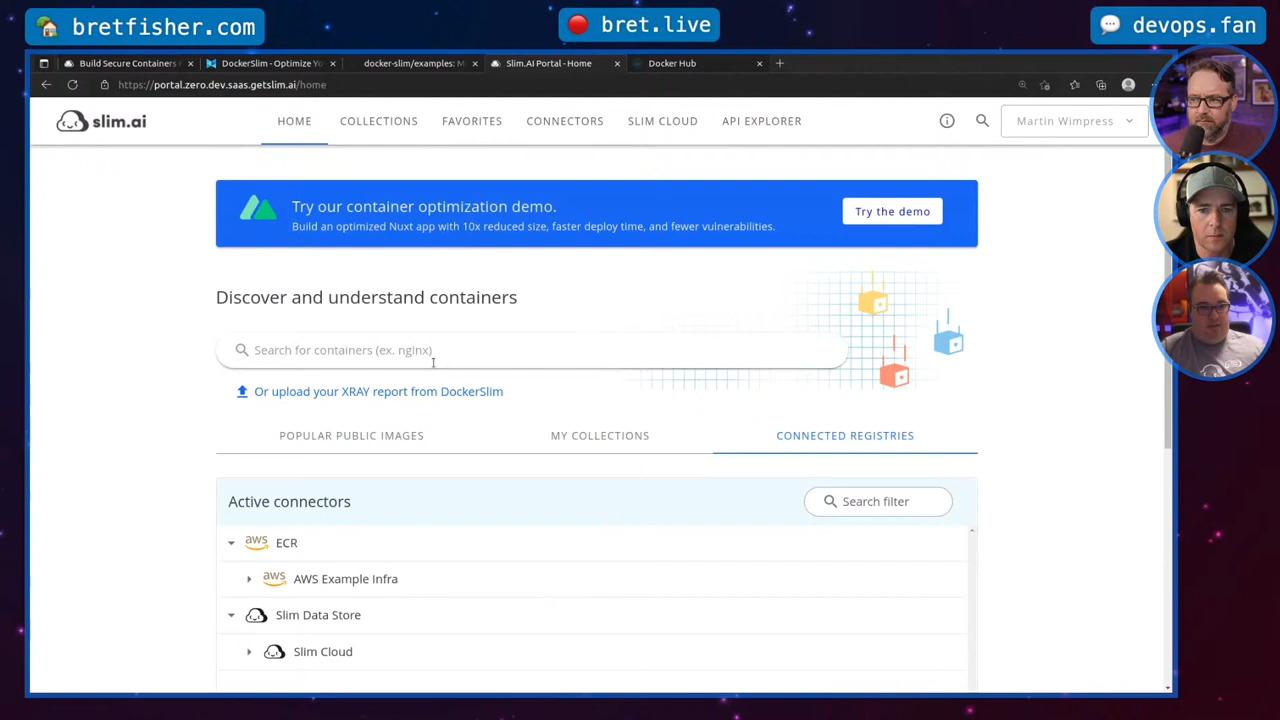 bretfisher.com
bret.live
devops.fan
Build Secure Containers
DockerSlim - Optimize Yo
docker-slim/examples: M
Slim.AI Portal - Home
Docker Hub
https://portal.zero.dev.saas.getslim.ai/home
slim.ai
HOME
COLLECTIONS
FAVORITES
CONNECTORS
SLIM CLOUD
API EXPLORER
Martin Wimpress
Try our container optimization demo.
Build an optimized Nuxt app with 10x reduced size, faster deploy time, and fewer vulnerabilities.
Try the demo
Discover and understand containers
Search for containers (ex. nginx)
Or upload your XRAY report from DockerSlim
POPULAR PUBLIC IMAGES
MY COLLECTIONS
CONNECTED REGISTRIES
Active connectors
Search filter
aws ECR
aws AWS Example Infra
Slim Data Store
Slim Cloud